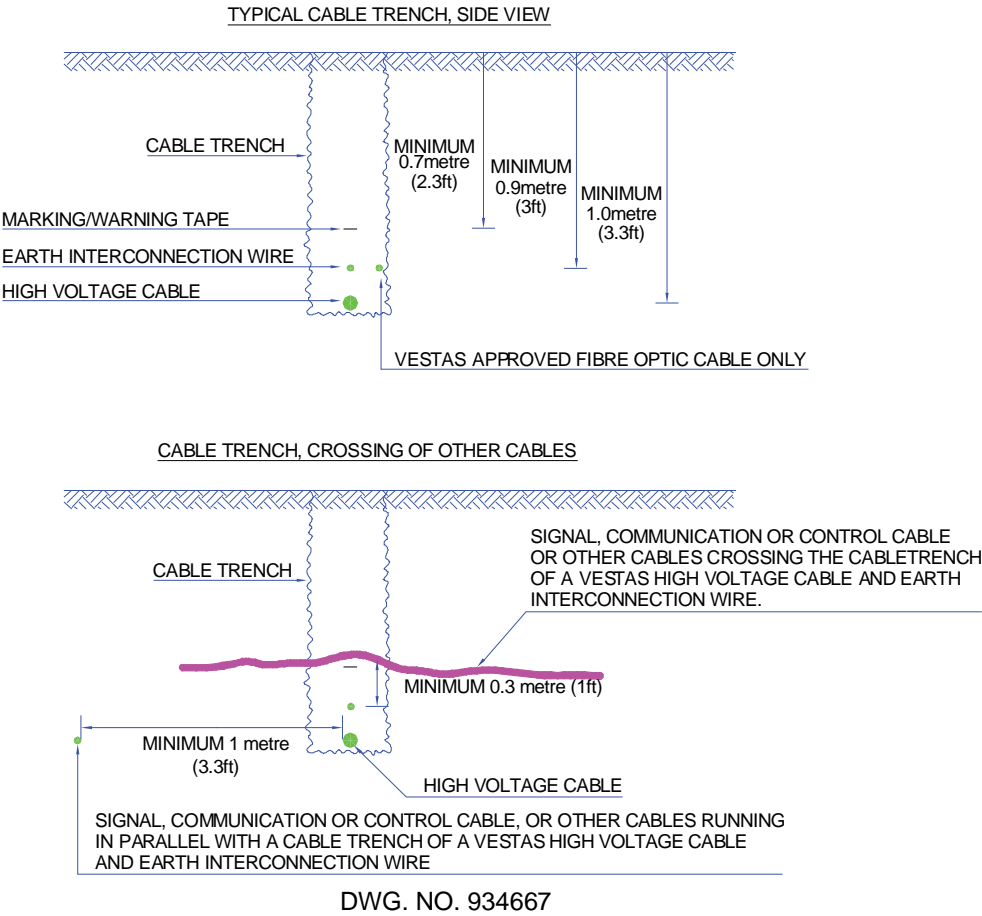 TYPICAL CABLE TRENCH, SIDE VIEW
CABLE TRENCH
MINIMUM
0.7metre
(2.3ft)
MINIMUM
0.9metre
(3ft)
MINIMUM
1.0metre
(3.3ft)
MARKING/WARNING TAPE
EARTH INTERCONNECTION WIRE
HIGH VOLTAGE CABLE
VESTAS APPROVED FIBRE OPTIC CABLE ONLY
CABLE TRENCH, CROSSING OF OTHER CABLES
SIGNAL, COMMUNICATION OR CONTROL CABLE
OR OTHER CABLES CROSSING THE CABLETRENCH
OF A VESTAS HIGH VOLTAGE CABLE AND EARTH
INTERCONNECTION WIRE.
CABLE TRENCH
MINIMUM 0.3 metre (1ft)
MINIMUM 1 metre
(3.3ft)
HIGH VOLTAGE CABLE
SIGNAL, COMMUNICATION OR CONTROL CABLE, OR OTHER CABLES RUNNING
IN PARALLEL WITH A CABLE TRENCH OF A VESTAS HIGH VOLTAGE CABLE
AND EARTH INTERCONNECTION WIRE
DWG. NO. 934667